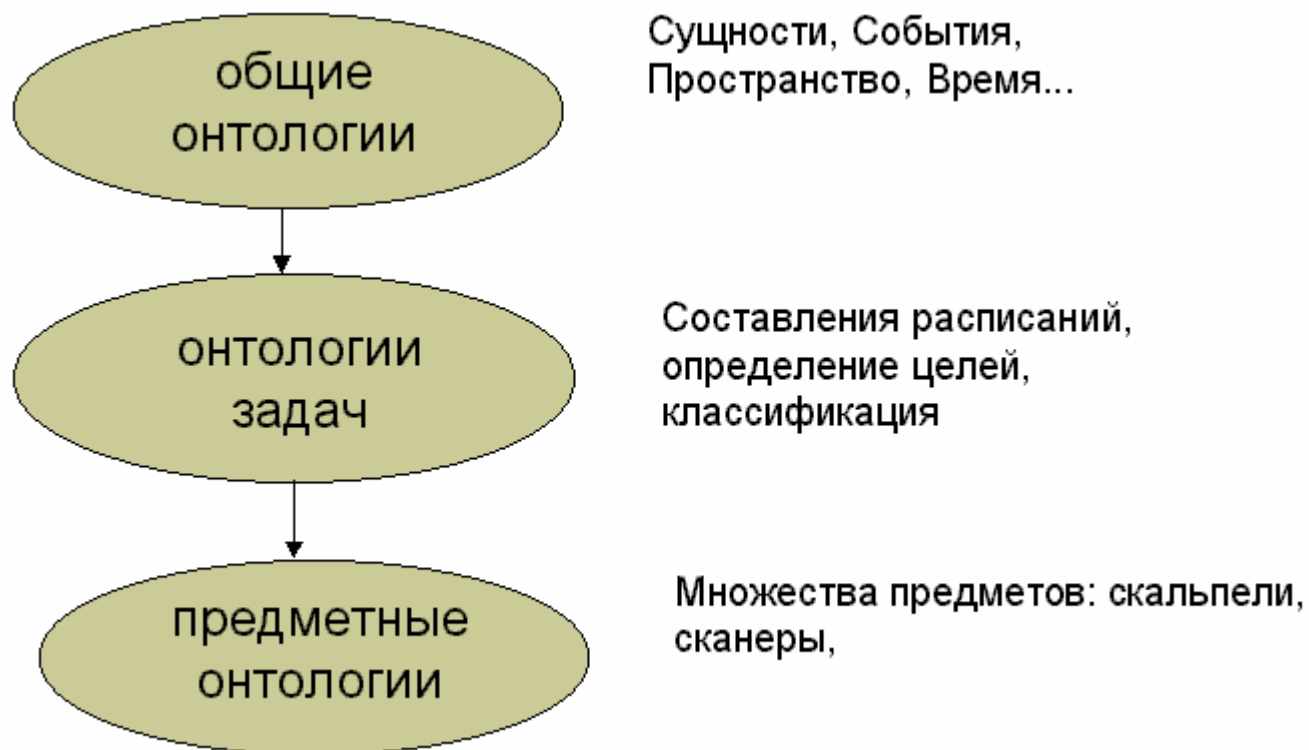 общие
онтологии
Сущности, События,
Пространство, Время...
онтологии
задач
Составления расписаний,
определение целей,
классификация
предметные
онтологии
Множества предметов: скальпели,
сканеры,